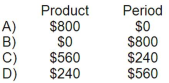 Product Period
A) $800 $0
B) $0 $800
C) $560 $240
D) $240 $560